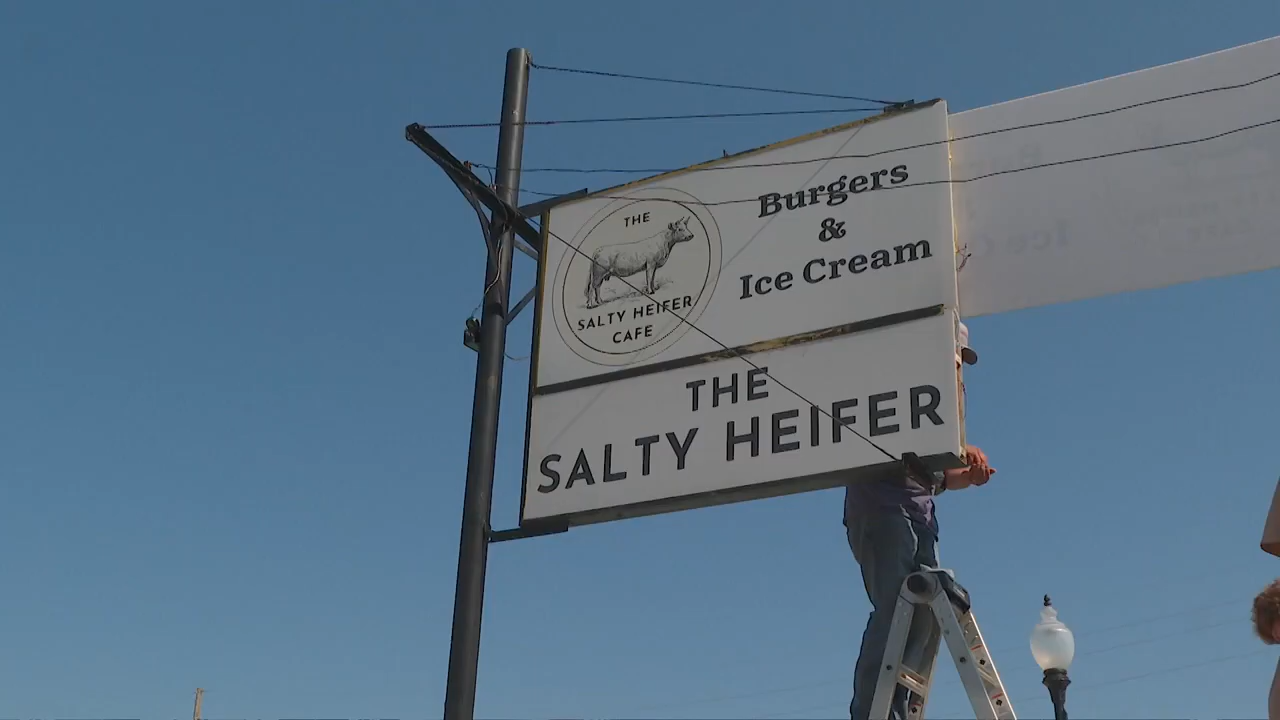 THE
SALTY HEIFER
CAFE
Burgers
&
Ice Cream
THE
SALTY HEIFER